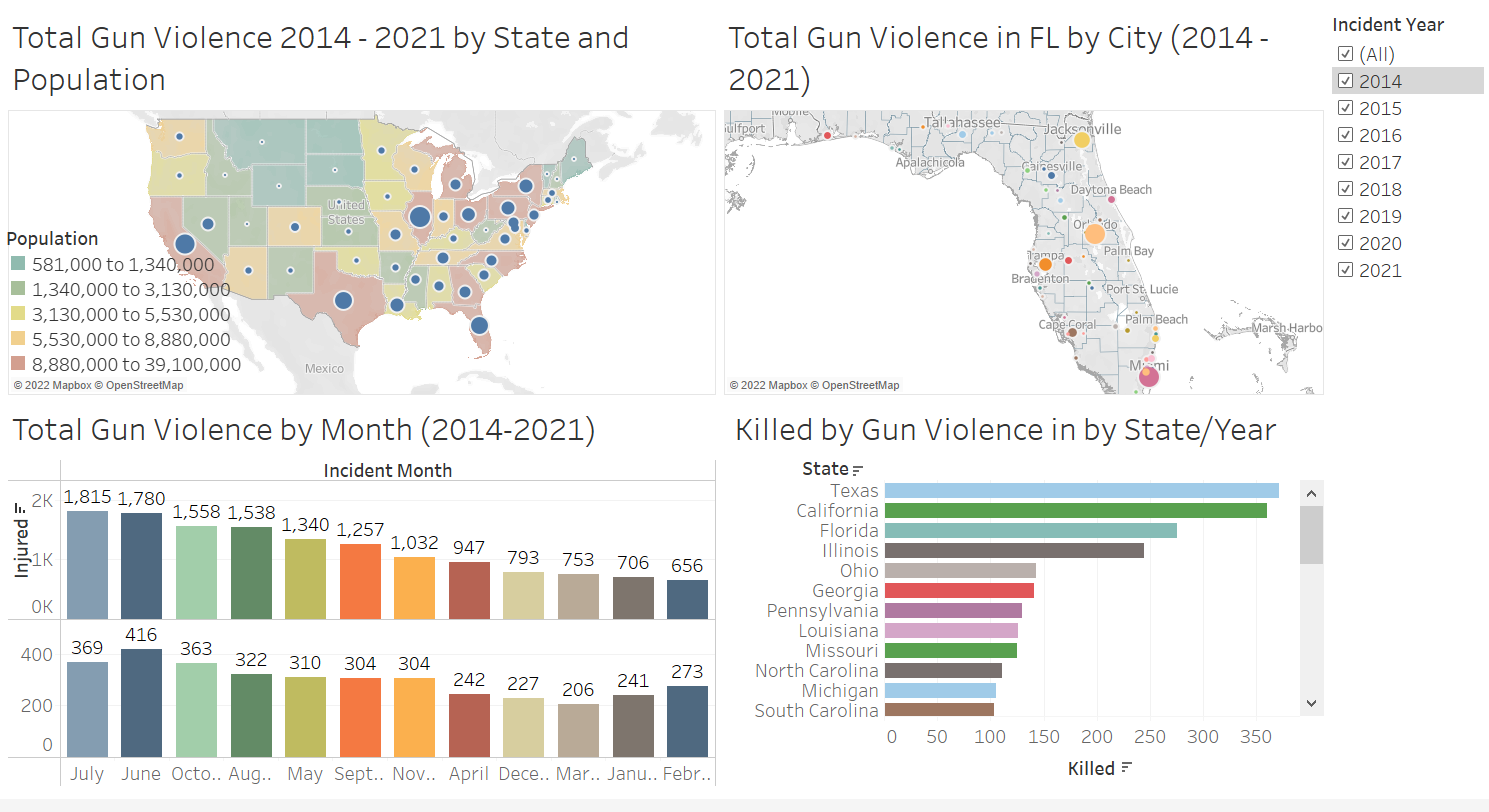 Total Gun Violence 2014 - 2021 by State and
Population
United
States
Mexico
Population
581,000 to 1,340,000
1,340,000 to 3,130,000
3,130,000 to 5,530,000
5,530,000 to 8,880,000
8,880,000 to 39,100,000
© 2022 Mapbox © OpenStreetMap
Total Gun Violence in FL by City (2014 -
2021)
Mobile
ulfport
Tallahassee
Jacksonville
Apalachicola
Gainesville
Daytona Beach
Orlando
Tampa
Palm Bay
Bradenton
Port St. Lucie
Cape Coral
Palm Beach
Marsh Harbo
Miami
© 2022 Mapbox © OpenStreetMap
Incident Year
(All)
2014
2015
2016
2017
2018
2019
2020
2021
Total Gun Violence by Month (2014-2021)
Incident Month
Injured
2K
1K
0K
1,815 1,780 1,558 1,538 1,340 1,257 1,032 947 793 753 706 656
400
200
0
369 416 363 322 310 304 304 242 227 206 241 273
July June Octo.. Aug.. May Sept.. Nov.. April Dece.. Mar.. Janu.. Febr..
Killed by Gun Violence in by State/Year
State
Texas
California
Florida
Illinois
Ohio
Georgia
Pennsylvania
Louisiana
Missouri
North Carolina
Michigan
South Carolina
0 50 100 150 200 250 300 350
Killed